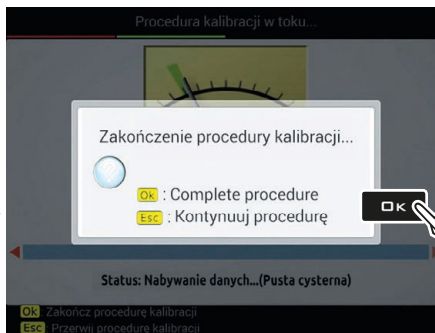 Procedura kalibracji w toku...
Zakończenie procedury kalibracji...
Ok : Complete procedure
Esc : Kontynuuj procedurę
OK
Status: Nabywanie danych...(Pusta cysterna)
Ok Zakończ procedurę kalibracji
Esc Przerwij procedurę kalibracji